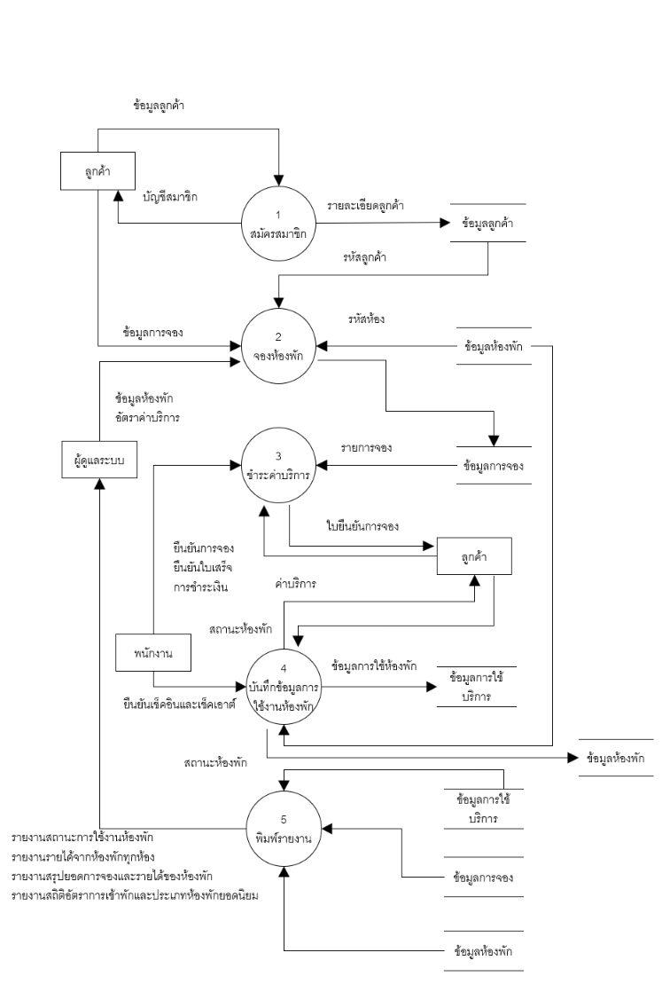 ข้อมูลลูกค้า
ลูกค้า
บัญชีสมาชิก
1
สมัครสมาชิก
รายละเอียดลูกค้า
ข้อมูลลูกค้า
รหัสลูกค้า
ข้อมูลการจอง
2
จองห้องพัก
รหัสห้อง
ข้อมูลห้องพัก
ข้อมูลห้องพัก
อัตราค่าบริการ
ผู้ดูแลระบบ
3
ชำระค่าบริการ
รายการจอง
ข้อมูลการจอง
ใบยืนยันการจอง
ลูกค้า
ยืนยันการจอง
ยืนยันใบเสร็จ
การชำระเงิน
ค่าบริการ
สถานะห้องพัก
พนักงาน
4
บันทึกข้อมูลการ
ใช้งานห้องพัก
ข้อมูลการใช้ห้องพัก
ข้อมูลการใช้
บริการ
ยืนยันเช็คอินและเช็คเอาต์
ข้อมูลห้องพัก
สถานะห้องพัก
5
พิมพ์รายงาน
ข้อมูลการใช้
บริการ
รายงานสถานะการใช้งานห้องพัก
รายงานรายได้จากห้องพักทุกห้อง
รายงานสรุปยอดการจองและรายได้ของห้องพัก
รายงานสถิติอัตราการเข้าพักและประเภทห้องพักยอดนิยม
ข้อมูลการจอง
ข้อมูลห้องพัก